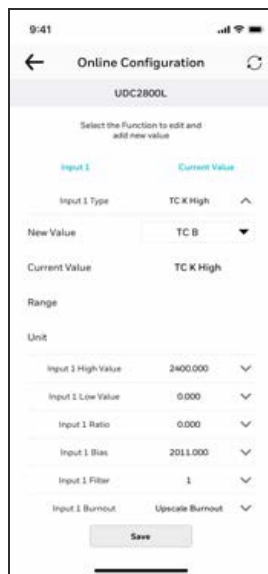 9:41
Online Configuration
UDC2800L
Select the Function to edit and
add new value
Input 1 Current Value
Input 1 Type TC K High
New Value TC B
Current Value TC K High
Range
Unit
Input 1 High Value 2400.000
Input 1 Low Value 0.000
Input 1 Ratio 0.000
Input 1 Bias 2011.000
Input 1 Filter 1
Input 1 Burnout Upscale Burnout
Save